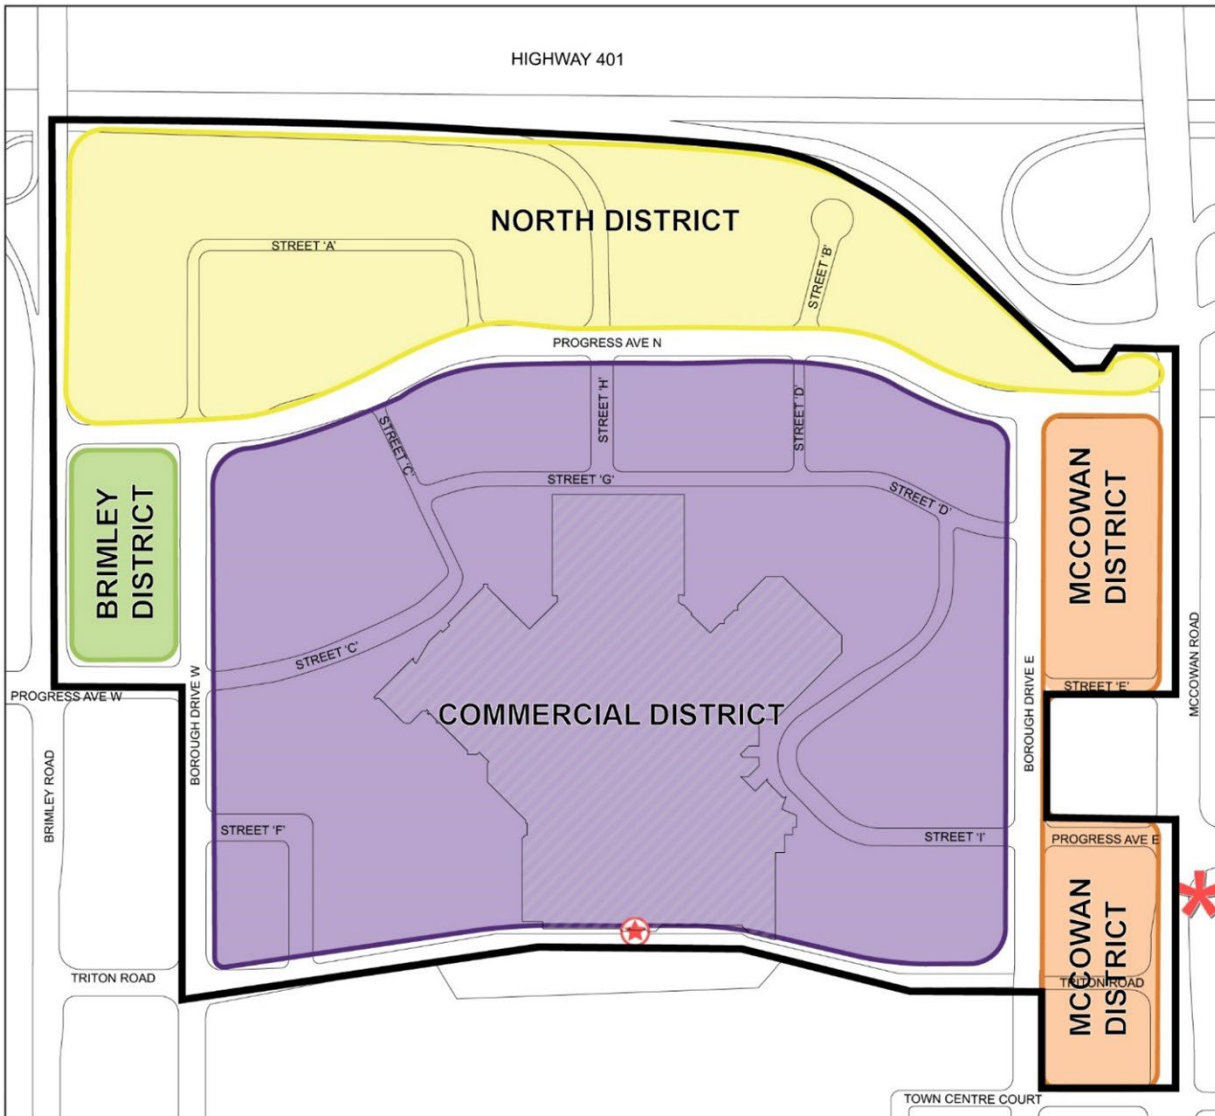 HIGHWAY 401
NORTH DISTRICT
STREET 'A'
STREET 'B'
PROGRESS AVE N
STREET 'H'
STREET 'D'
STREET 'C'
STREET 'G'
STREET 'D'
BRIMLEY
DISTRICT
MCCOWAN
DISTRICT
STREET 'C'
BOROUGH DRIVE W
BOROUGH DRIVE E
MCCOWAN ROAD
STREET 'E'
PROGRESS AVE W
COMMERCIAL DISTRICT
BRIMLEY ROAD
STREET 'F'
STREET 'I'
PROGRESS AVE E
MCCOWAN
DISTRICT
TRITON ROAD
TRITON ROAD
TOWN CENTRE COURT